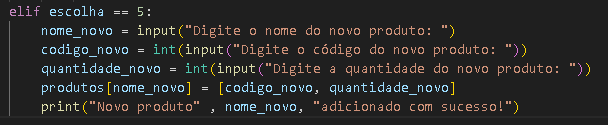 elif escolha == 5:
nome_novo = input("Digite o nome do novo produto: ")
codigo_novo = int(input("Digite o código do novo produto: "))
quantidade_novo = int(input("Digite a quantidade do novo produto: "))
produtos[nome_novo] = [codigo_novo, quantidade_novo]
print("Novo produto" , nome_novo, "adicionado com sucesso!")